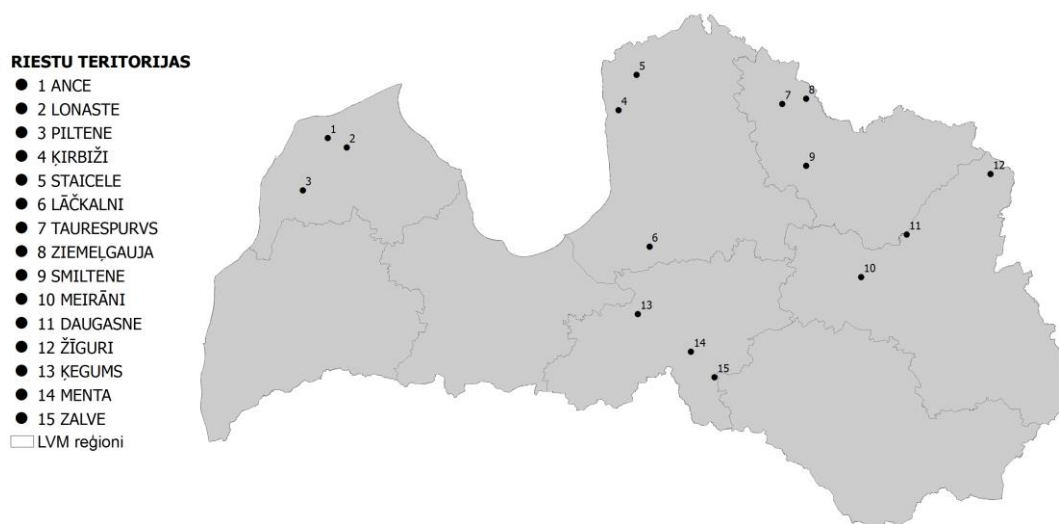 RIESTU TERITORIJAS
1 ANCE
2 LONASTE
3 PILTENE
4 ĶIRBIŽI
5 STAICELE
6 LĀČKALNI
7 TAURESPURVS
8 ZIEMEĻGAUJA
9 SMILTENE
10 MEIRĀNI
11 DAUGASNE
12 ŽĪGURI
13 ĶEGUMS
14 MENTA
15 ZALVE
LVM reģioni
5
8
7
4
1
2
9
12
3
11
6
10
13
14
15